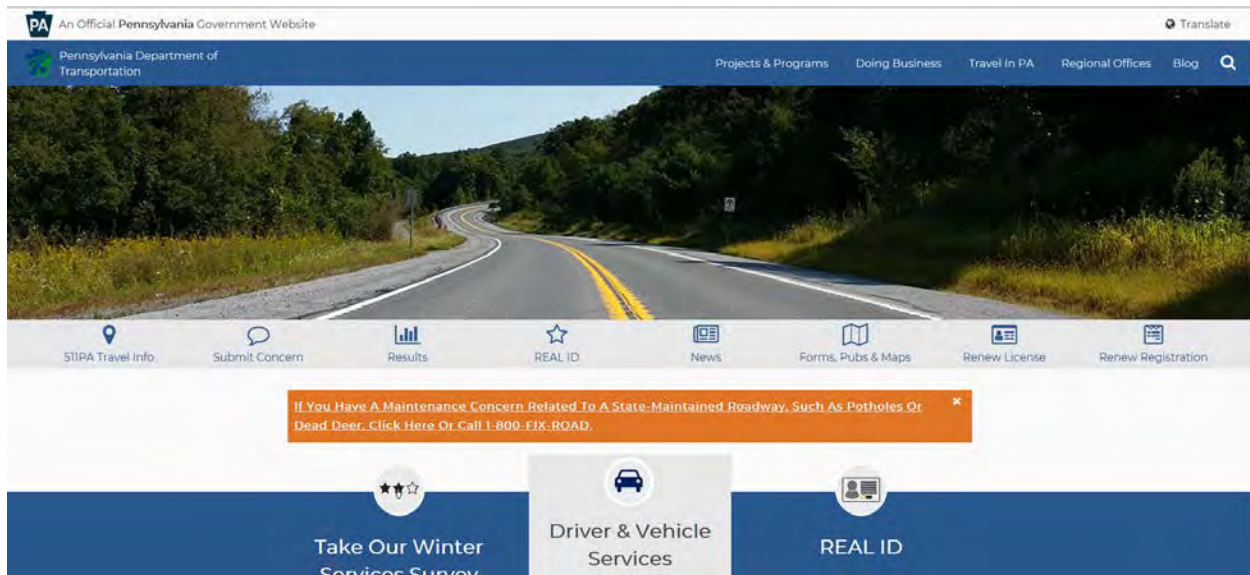 PA An Official Pennsylvania Government Website
Translate
Pennsylvania Department of
Transportation
Projects & Programs Doing Business Travel In PA Regional Offices Blog
511PA Travel Info Submit Concern Results REAL ID News Forms, Pubs & Maps Renew License Renew Registration
If You Have A Maintenance Concern Related To A State-Maintained Roadway, Such As Potholes Or
Dead Deer, Click Here Or Call 1-800-FIX-ROAD.
Take Our Winter
Services Survey
Driver & Vehicle
Services
REAL ID